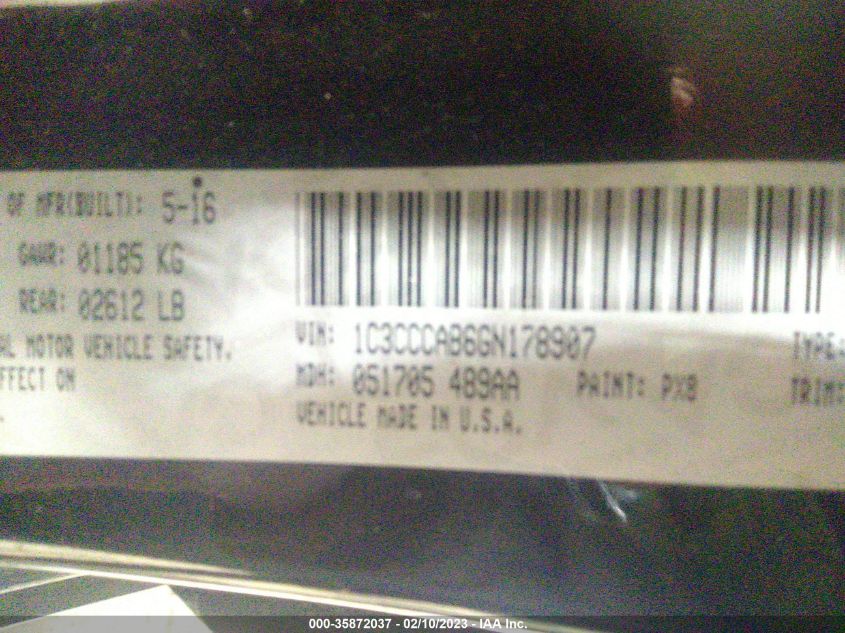 OF MFR(BUILT): 5-16
GAWR: 01185 KG
REAR: 02612 LB
AL MOTOR VEHICLE SAFETY.
FFECT ON
VIN: 1C3CCCAB6GN178907
TYPE:
MDH: 051705 489AA
PAINT: PX8
TRIM:
VEHICLE MADE IN U.S.A.
000-35872037 - 02/10/2023 - IAA Inc.